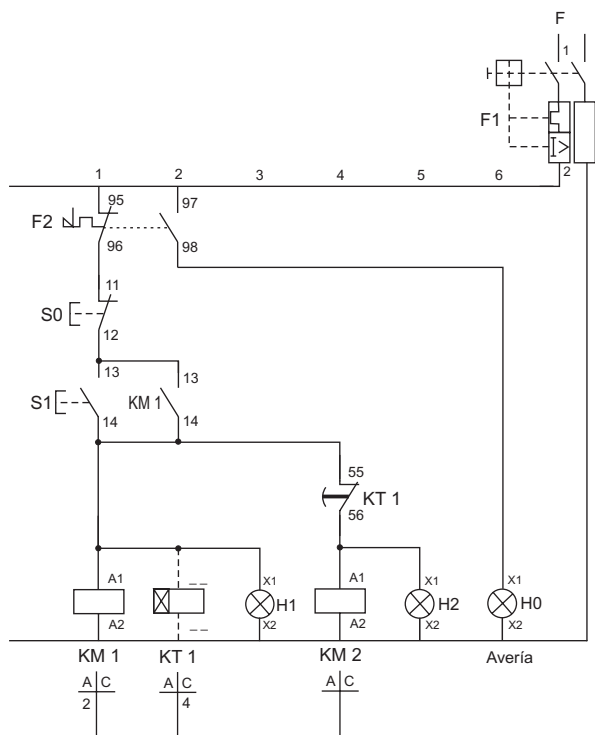 F
1
F1
2
1 2 3 4 5 6
95 97
F2
96 98
11
S0
12
13 13
S1 KM 1
14 14
55
KT 1
56
A1 X1 A1 X1 X1
H1 H2 H0
A2 X2 A2 X2 X2
KM 1 KT 1 KM 2 Avería
A C A C A C
2 4